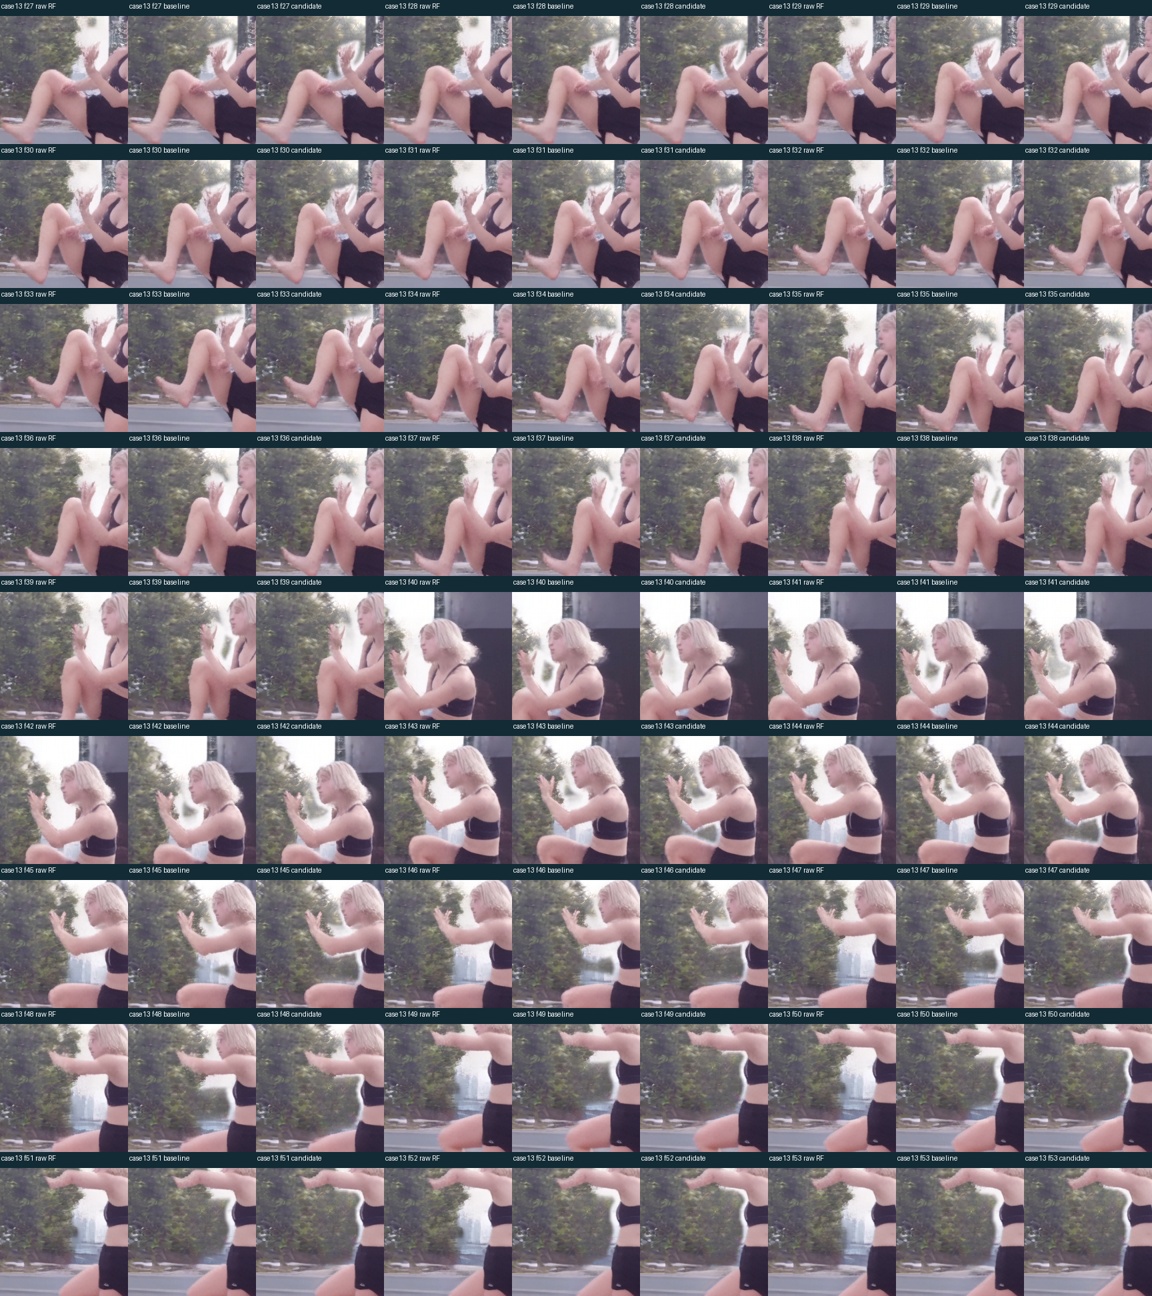 case13 f27 raw RF case13 f27 baseline case13 f27 candidate case13 f28 raw RF case13 f28 baseline case13 f28 candidate case13 f29 raw RF case13 f29 baseline case13 f29 candidate
case13 f30 raw RF case13 f30 baseline case13 f30 candidate case13 f31 raw RF case13 f31 baseline case13 f31 candidate case13 f32 raw RF case13 f32 baseline case13 f32 candidate
case13 f33 raw RF case13 f33 baseline case13 f33 candidate case13 f34 raw RF case13 f34 baseline case13 f34 candidate case13 f35 raw RF case13 f35 baseline case13 f35 candidate
case13 f36 raw RF case13 f36 baseline case13 f36 candidate case13 f37 raw RF case13 f37 baseline case13 f37 candidate case13 f38 raw RF case13 f38 baseline case13 f38 candidate
case13 f39 raw RF case13 f39 baseline case13 f39 candidate case13 f40 raw RF case13 f40 baseline case13 f40 candidate case13 f41 raw RF case13 f41 baseline case13 f41 candidate
case13 f42 raw RF case13 f42 baseline case13 f42 candidate case13 f43 raw RF case13 f43 baseline case13 f43 candidate case13 f44 raw RF case13 f44 baseline case13 f44 candidate
case13 f45 raw RF case13 f45 baseline case13 f45 candidate case13 f46 raw RF case13 f46 baseline case13 f46 candidate case13 f47 raw RF case13 f47 baseline case13 f47 candidate
case13 f48 raw RF case13 f48 baseline case13 f48 candidate case13 f49 raw RF case13 f49 baseline case13 f49 candidate case13 f50 raw RF case13 f50 baseline case13 f50 candidate
case13 f51 raw RF case13 f51 baseline case13 f51 candidate case13 f52 raw RF case13 f52 baseline case13 f52 candidate case13 f53 raw RF case13 f53 baseline case13 f53 candidate